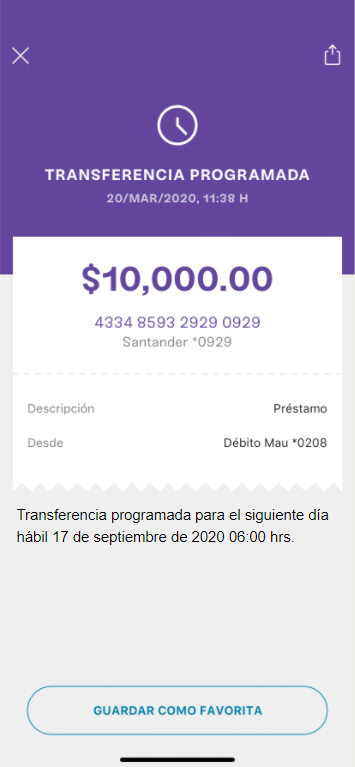 TRANSFERENCIA PROGRAMADA
20/MAR/2020, 11:38 H
$10,000.00
4334 8593 2929 0929
Santander *0929
Descripción Préstamo
Desde Débito Mau *0208
Transferencia programada para el siguiente día
hábil 17 de septiembre de 2020 06:00 hrs.
GUARDAR COMO FAVORITA